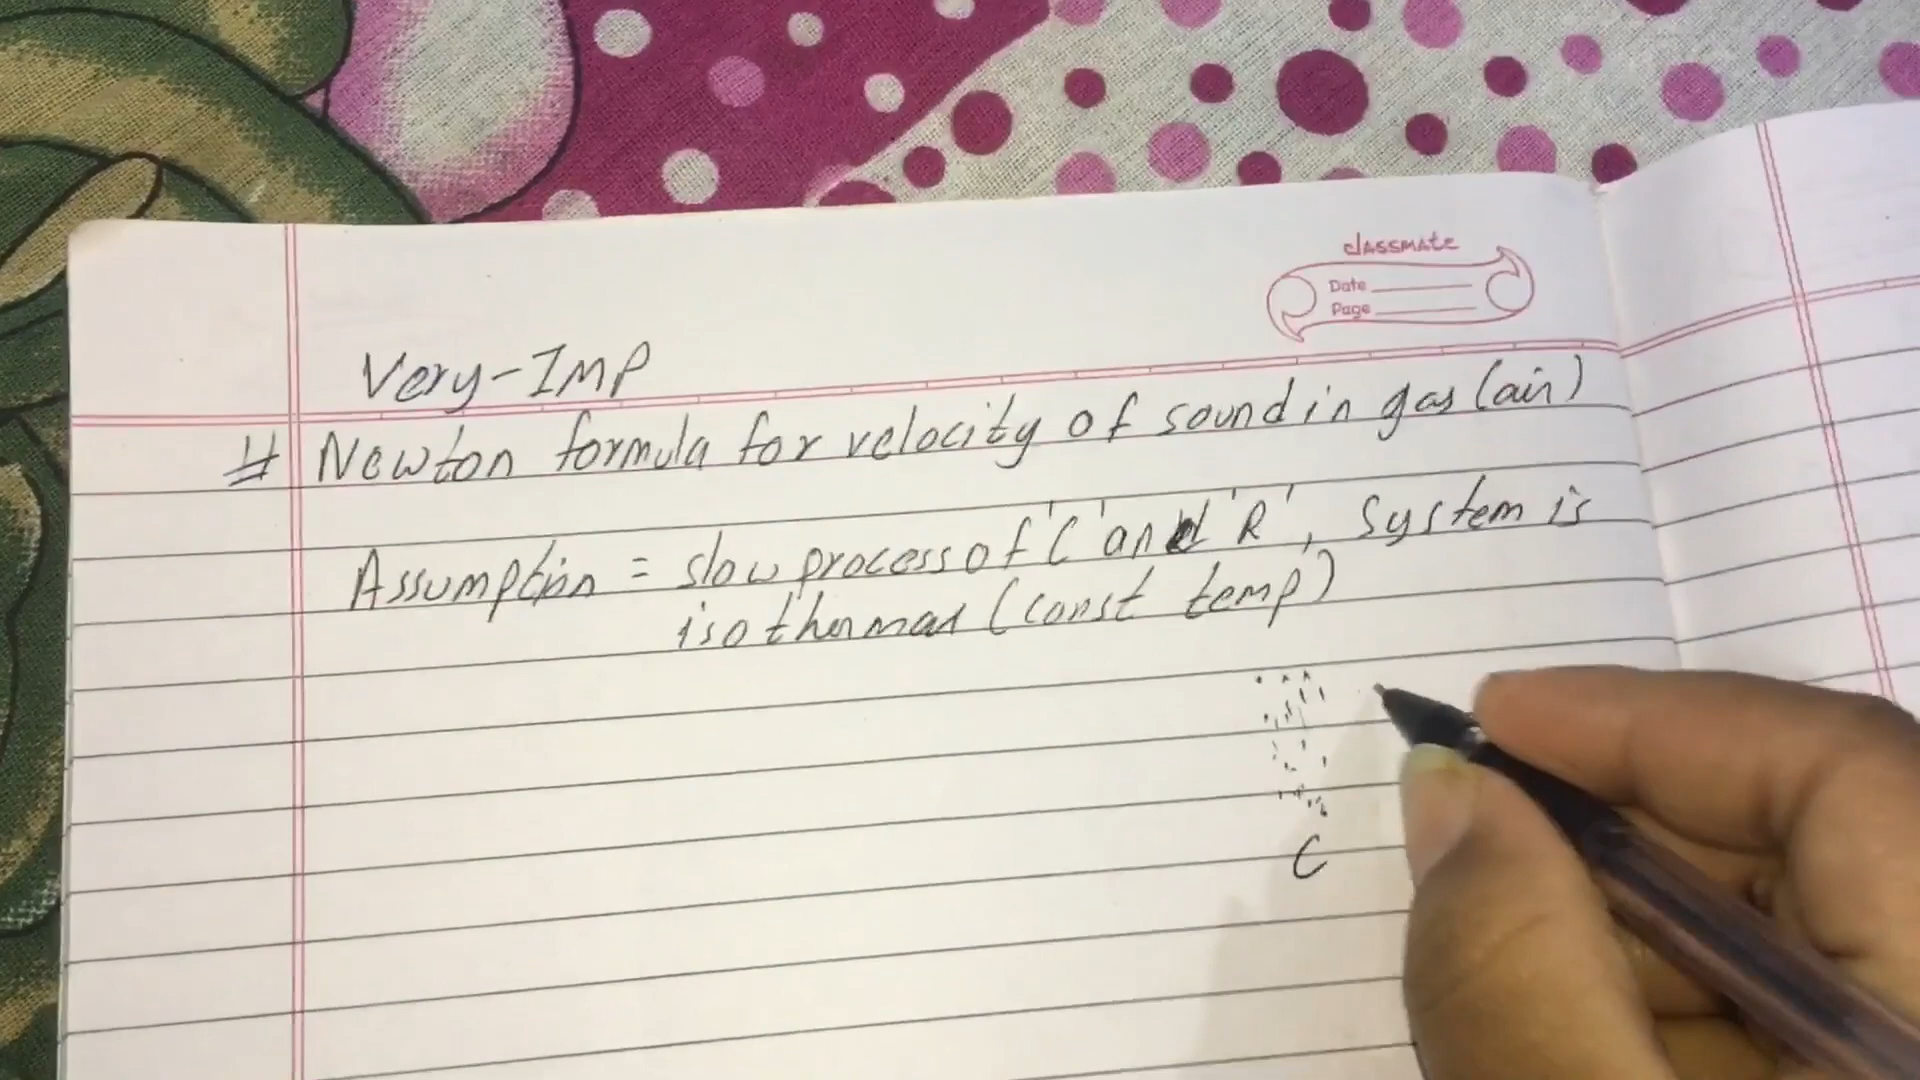 classmate
Date
Page
Very-IMP
# Newton formula for velocity of sound in gas (air)
Assumption = slow process of 'C' and 'R', system is
isothermal (const temp)
C